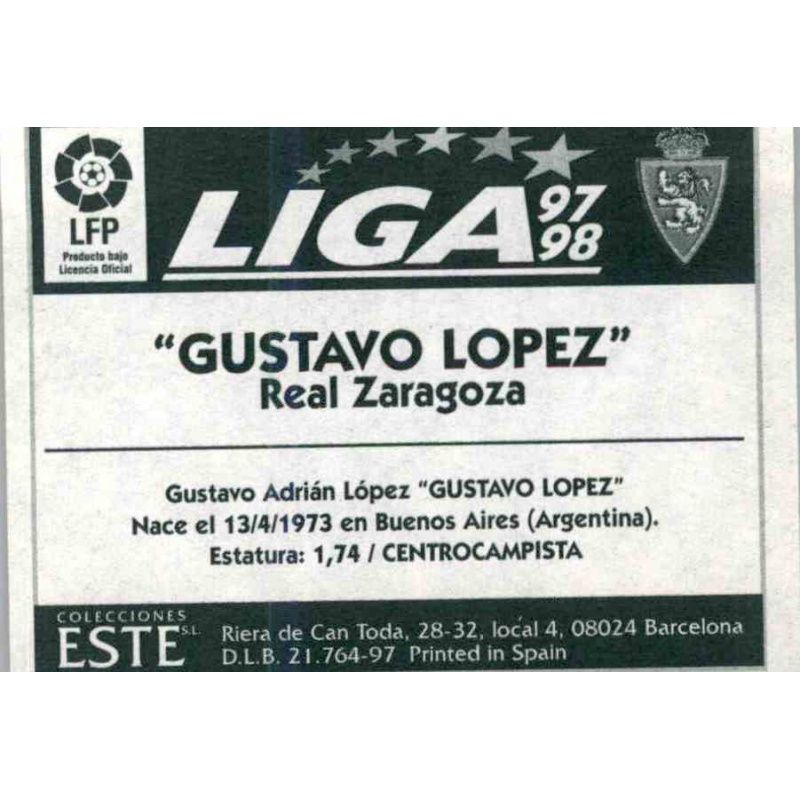 LFP
Producto bajo
Licencia Oficial
LIGA 97 98
"GUSTAVO LOPEZ"
Real Zaragoza
Gustavo Adrián López "GUSTAVO LOPEZ"
Nace el 13/4/1973 en Buenos Aires (Argentina).
Estatura: 1,74 / CENTROCAMPISTA
COLECCIONES
ESTE S.L.
Riera de Can Toda, 28-32, local 4, 08024 Barcelona
D.L.B. 21.764-97 Printed in Spain